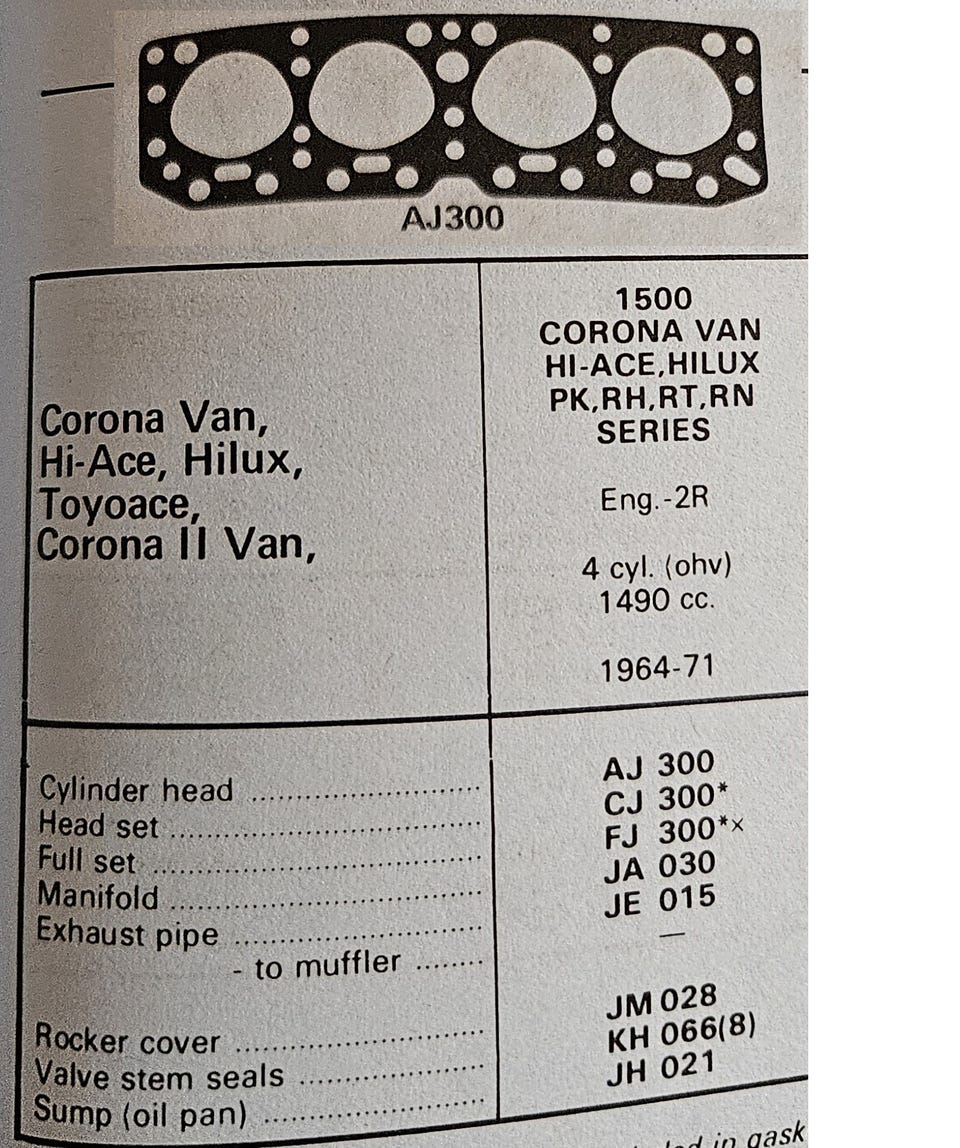 AJ300
Corona Van,
Hi-Ace, Hilux,
Toyoace,
Corona II Van,
1500
CORONA VAN
HI-ACE,HILUX
PK,RH,RT,RN
SERIES
Eng.-2R
4 cyl. (ohv)
1490 cc.
1964-71
Cylinder head .......................... AJ 300
Head set .......................... CJ 300*
Full set .......................... FJ 300*×
Manifold .......................... JA 030
Exhaust pipe .......................... JE 015
- to muffler ........ —
Rocker cover .......................... JM 028
Valve stem seals .......................... KH 066(8)
Sump (oil pan) .......................... JH 021
in gask